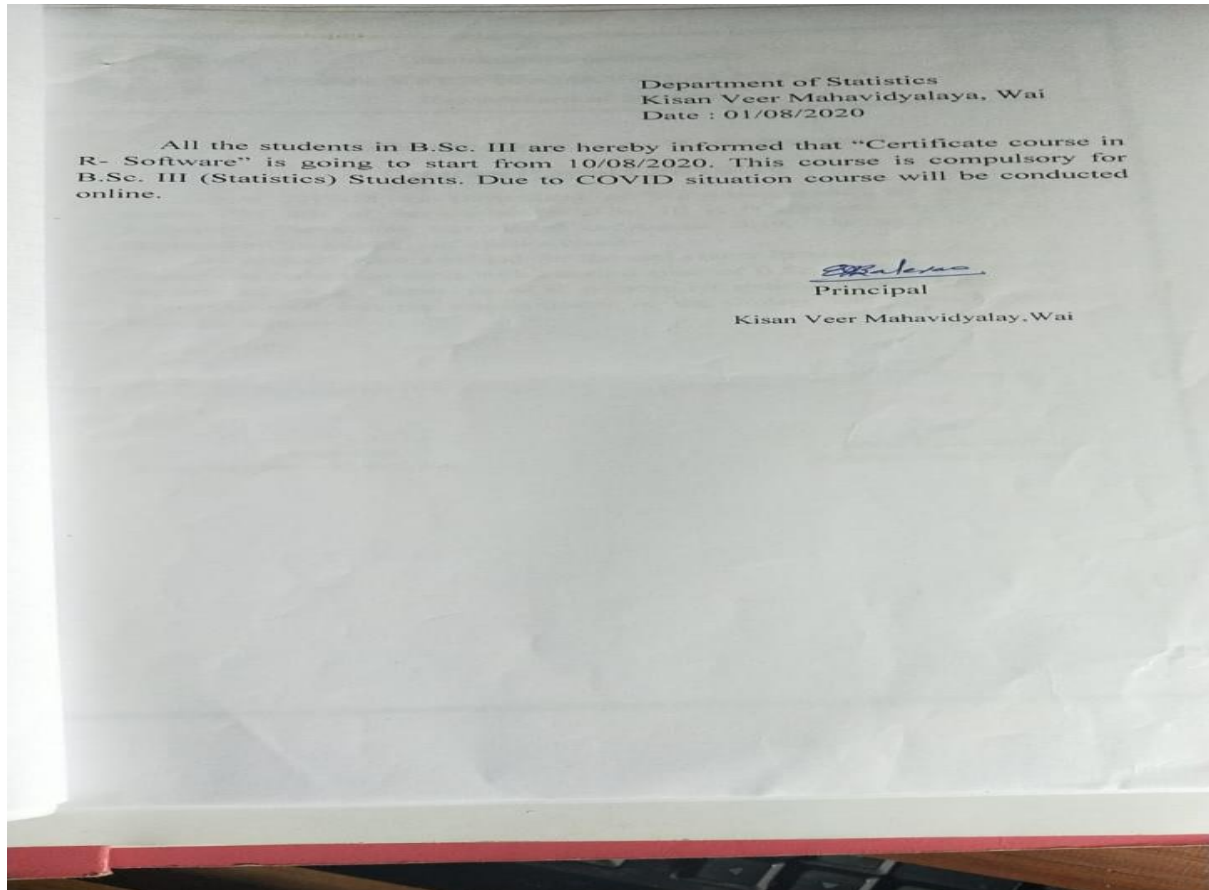 Department of Statistics
Kisan Veer Mahavidyalaya, Wai
Date : 01/08/2020
All the students in B.Sc. III are hereby informed that “Certificate course in
R- Software” is going to start from 10/08/2020. This course is compulsory for
B.Sc. III (Statistics) Students. Due to COVID situation course will be conducted
online.
Principal
Kisan Veer Mahavidyalay,Wai